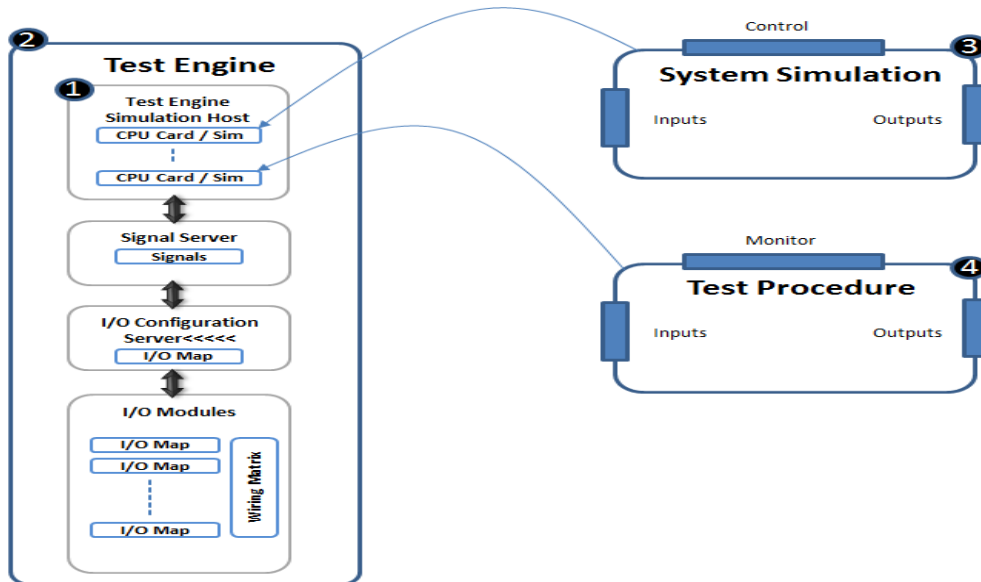 2
Test Engine
1
Test Engine
Simulation Host
CPU Card / Sim
CPU Card / Sim
Signal Server
Signals
I/O Configuration
Server<<<<<
I/O Map
I/O Modules
I/O Map
I/O Map
I/O Map
Wiring Matrix
Control
3
System Simulation
Inputs
Outputs
Monitor
4
Test Procedure
Inputs
Outputs